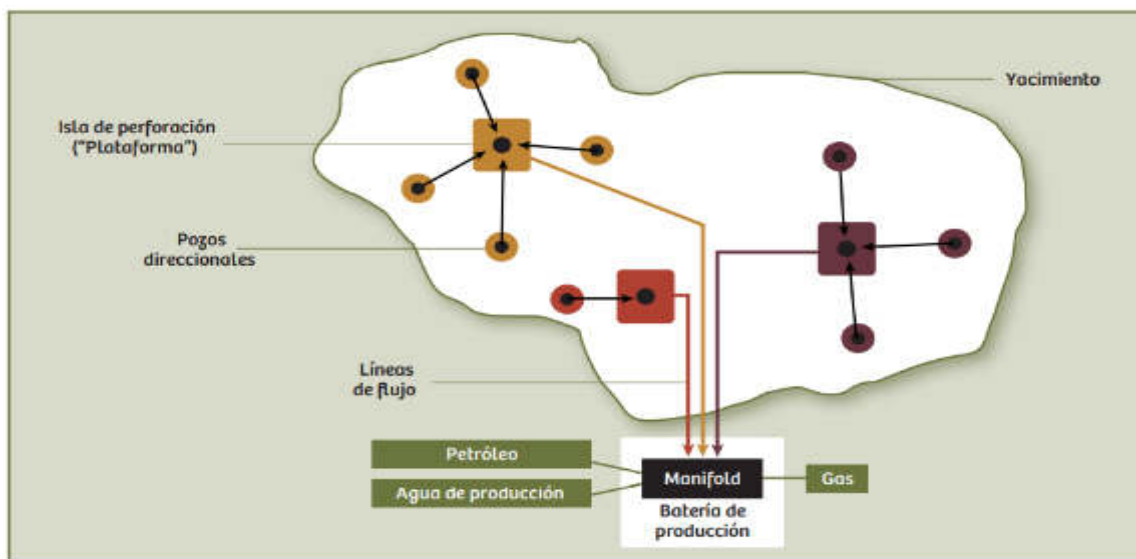 Yacimiento
Isla de perforación
("Plataforma")
Pozos
direccionales
Líneas
de flujo
Petróleo
Agua de producción
Manifold
Gas
Batería de
producción